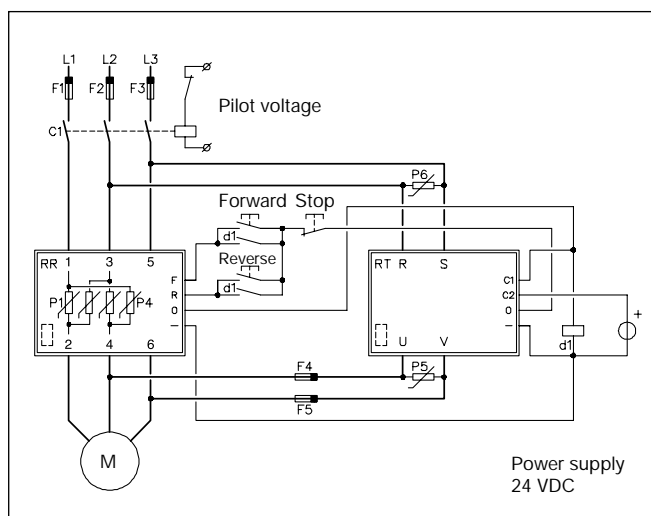 L1 L2 L3
F1 F2 F3
Pilot voltage
C1
P6
Forward Stop
d1
Reverse
d1
RR 1 3 5
F
R
0
–
P1 P4
2 4 6
RT R S
C1
C2
0
–
U V
d1
+
F4
P5
F5
M
Power supply
24 VDC